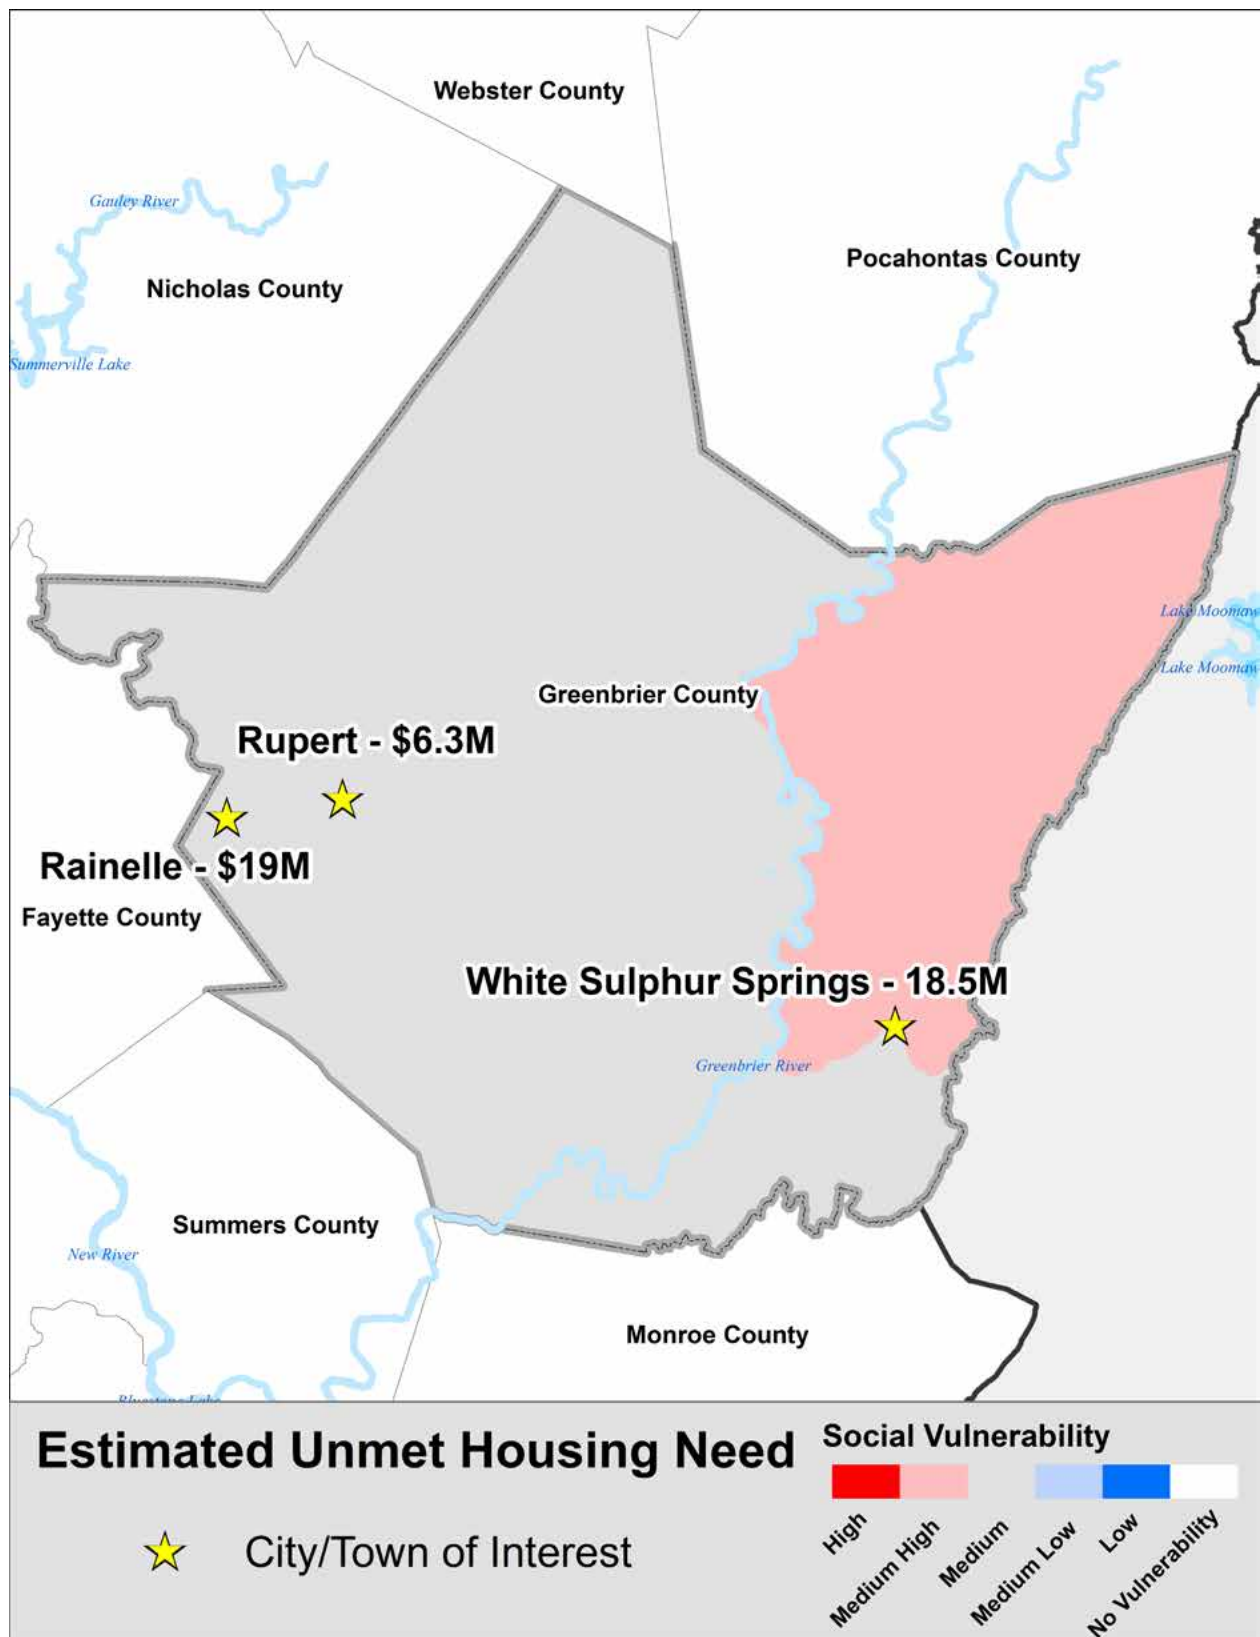 Webster County
Gauley River
Pocahontas County
Nicholas County
Summerville Lake
Lake Moomaw
Lake Moomaw
Greenbrier County
Rupert - $6.3M
Rainelle - $19M
Fayette County
White Sulphur Springs - 18.5M
Greenbrier River
Summers County
New River
Monroe County
Bluestone Lake
Estimated Unmet Housing Need
City/Town of Interest
Social Vulnerability
High
Medium High
Medium
Medium Low
Low
No Vulnerability